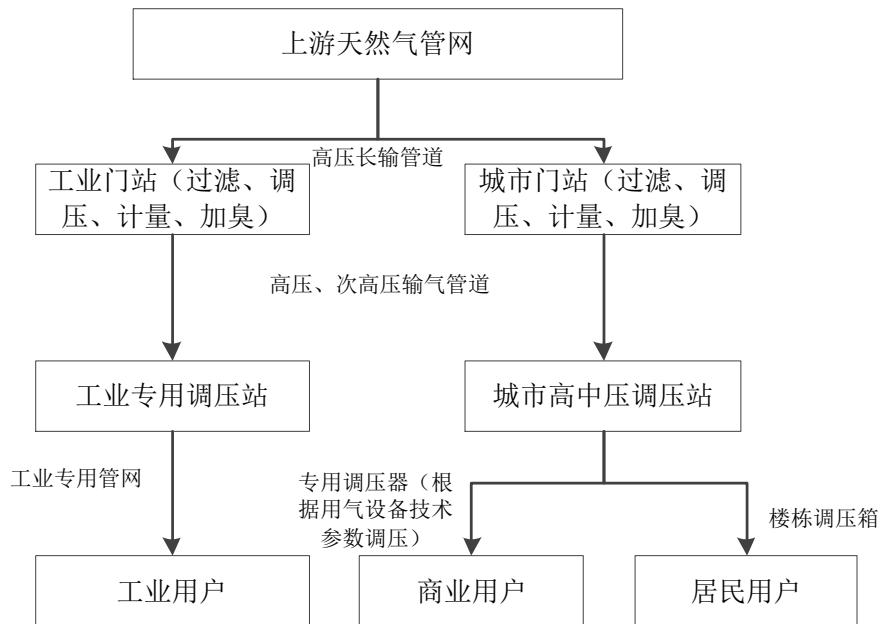 上游天然气管网
高压长输管道
工业门站（过滤、调
压、计量、加臭）
城市门站（过滤、调
压、计量、加臭）
高压、次高压输气管道
工业专用调压站
城市高中压调压站
工业专用管网
专用调压器（根
据用气设备技术
参数调压）
楼栋调压箱
工业用户
商业用户
居民用户